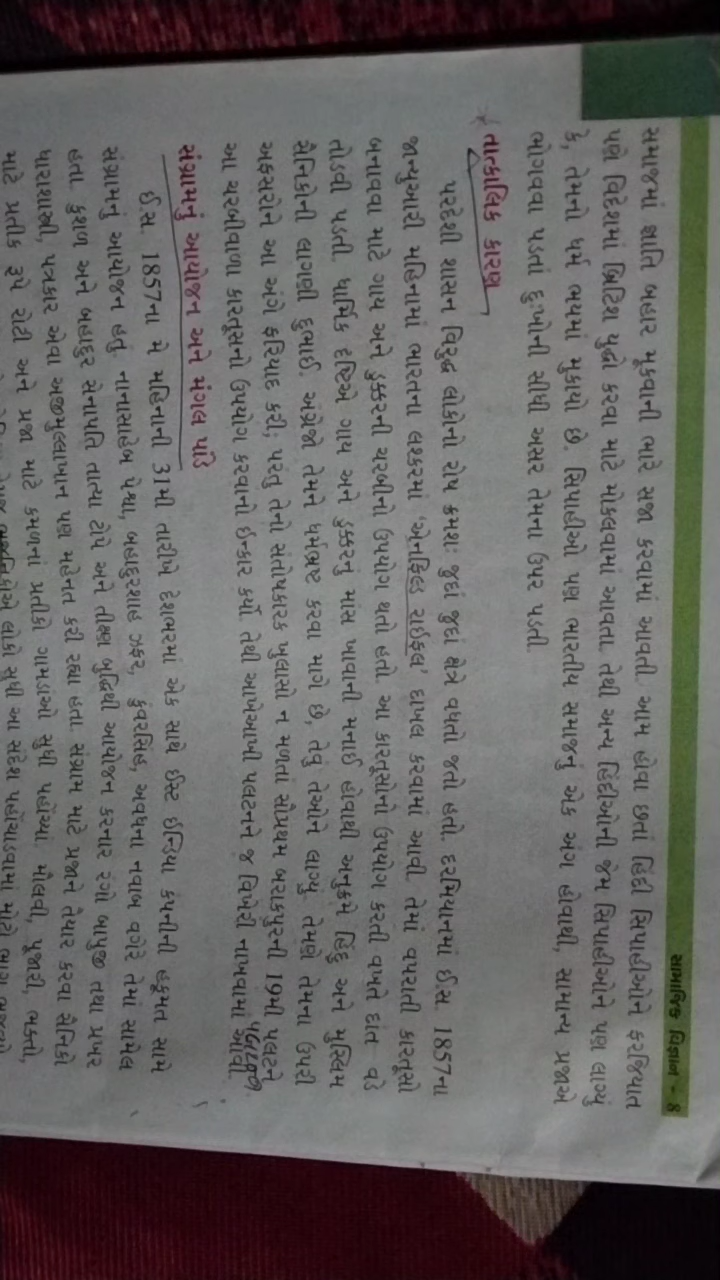 સામાજિક વિજ્ઞાન - 8
સમાજમાં શાંતિ બહાર મૂકવાની ભારે સજા કરવામાં આવતી. આમ હોવા છતાં હિંદી સિપાહીઓને ફરજિયાત
પણે વિદેશમાં બ્રિટિશ યુદ્ધો કરવા માટે મોકલવામાં આવતા. તેથી અન્ય હિંદીઓની જેમ સિપાહીઓને પણ લાગ્યું
કે, તેમનો ધર્મ ભયમાં મુકાયો છે. સિપાહીઓ પણ ભારતીય સમાજનું એક અંગ હોવાથી, સામાન્ય પ્રજાએ
ભોગવવા પડતાં દુઃખોની સીધી અસર તેમના ઉપર પડતી.
તાત્કાલિક કારણ
પરદેશી શાસન વિરુદ્ધ લોકોનો રોષ ક્રમશઃ જુદાં જુદાં ક્ષેત્રે વધતો જતો હતો. દરમિયાનમાં ઈ.સ. 1857ના
જાન્યુઆરી મહિનામાં ભારતના લશ્કરમાં 'એનફિલ્ડ રાઈફલ' દાખલ કરવામાં આવી. તેમાં વપરાતી કારતૂસો
બનાવવા માટે ગાય અને ડુક્કરની ચરબીનો ઉપયોગ થતો હતો. આ કારતૂસોનો ઉપયોગ કરતી વખતે દાંત વડે
તોડવી પડતી. ધાર્મિક દૃષ્ટિએ ગાય અને ડુક્કરનું માંસ ખાવાની મનાઈ હોવાથી અનુક્રમે હિંદુ અને મુસ્લિમ
સૈનિકોની લાગણી દુભાઈ. અંગ્રેજો તેમને ધર્મભ્રષ્ટ કરવા માગે છે, તેવું તેઓને લાગ્યું. તેમણે તેમના ઉપરી
અફસરોને આ અંગે ફરિયાદ કરી; પરંતુ તેનો સંતોષકારક ખુલાસો ન મળતાં સૌપ્રથમ બરાકપુરની 19મી પલટને
આ ચરબીવાળા કારતૂસનો ઉપયોગ કરવાનો ઈન્કાર કર્યો તેથી આખેઆખી પલટનને જ વિખેરી નાખવામાં આવી.
સંગ્રામનું આયોજન અને મંગલ પાંડે
ઈ.સ. 1857ના મે મહિનાની 31મી તારીખે દેશભરમાં એક સાથે ઈસ્ટ ઇન્ડિયા કંપનીની હકૂમત સામે
સંગ્રામનું આયોજન હતું. નાનાસાહેબ પેશ્વા, બહાદુરશાહ ઝફર, કુંવરસિંહ, અવધના નવાબ વગેરે તેમાં સામેલ
હતા. કુશળ અને બહાદુર સેનાપતિ તાત્યા ટોપે અને તીક્ષ્ણ બુદ્ધિથી આયોજન કરનાર રંગો બાપુજી તથા પ્રખર
ધારાશાસ્ત્રી, પત્રકાર એવા અઝીમુલ્લાખાન પણ મહેનત કરી રહ્યા હતા. સંગ્રામ માટે પ્રજાને તૈયાર કરવા સૈનિકો
માટે પ્રતીક રૂપે રોટી અને પ્રજા માટે કમળનાં પ્રતીકો ગામડાંઓ સુધી પહોંચ્યાં. મૌલવી, પૂજારી, ભક્તો,
લોકો સુધી આ સંદેશ પહોંચાડવામાં મોટો ભાગ ભજવ્યો